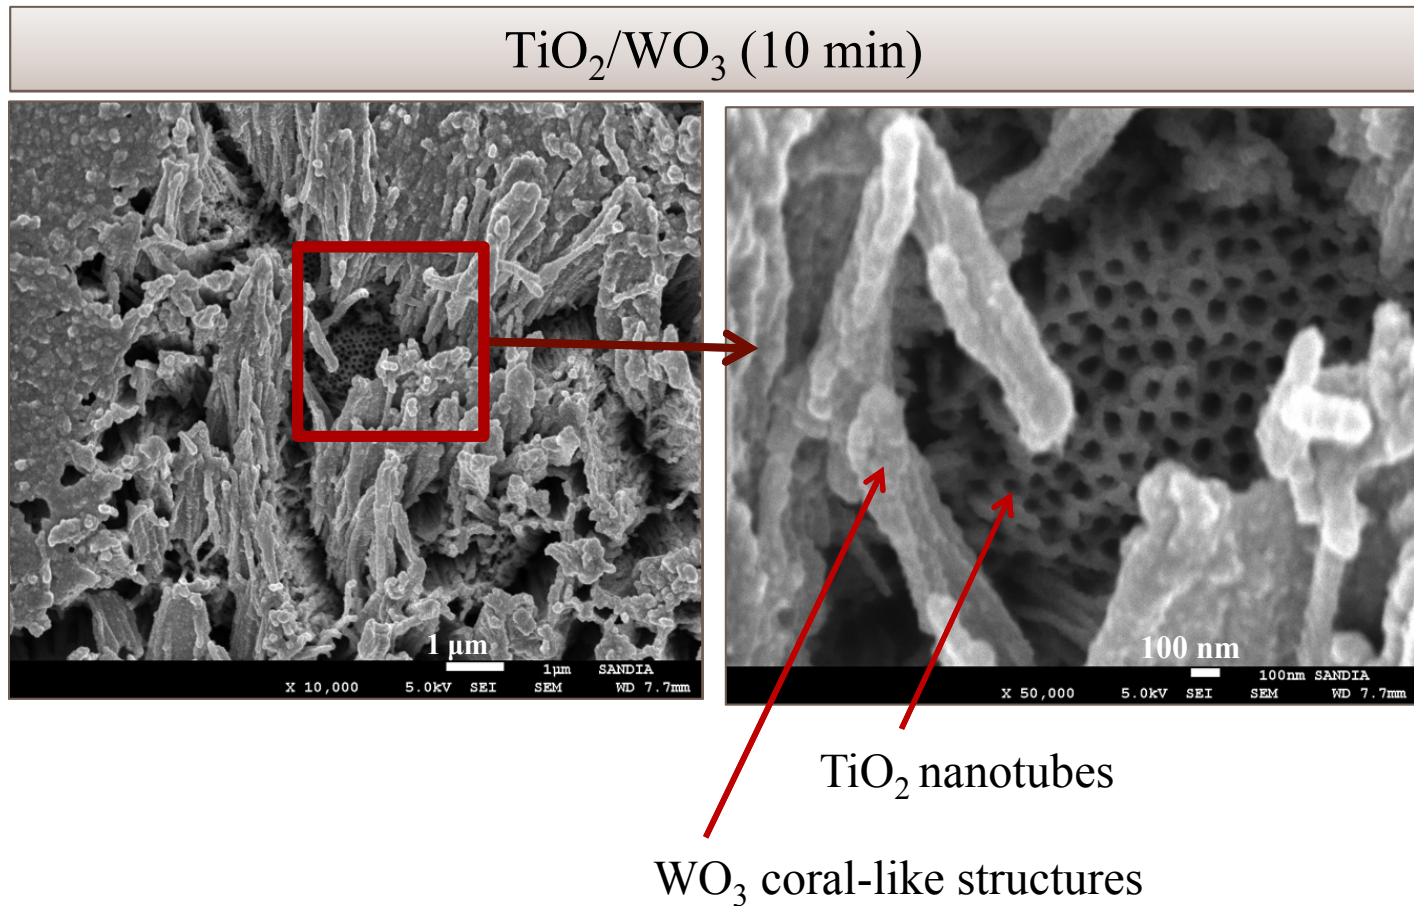 TiO₂/WO₃ (10 min)
1 μm
1μm SANDIA
X 10,000 5.0kV SEI SEM WD 7.7mm
100 nm
100nm SANDIA
X 50,000 5.0kV SEI SEM WD 7.7mm
TiO₂ nanotubes
WO₃ coral-like structures